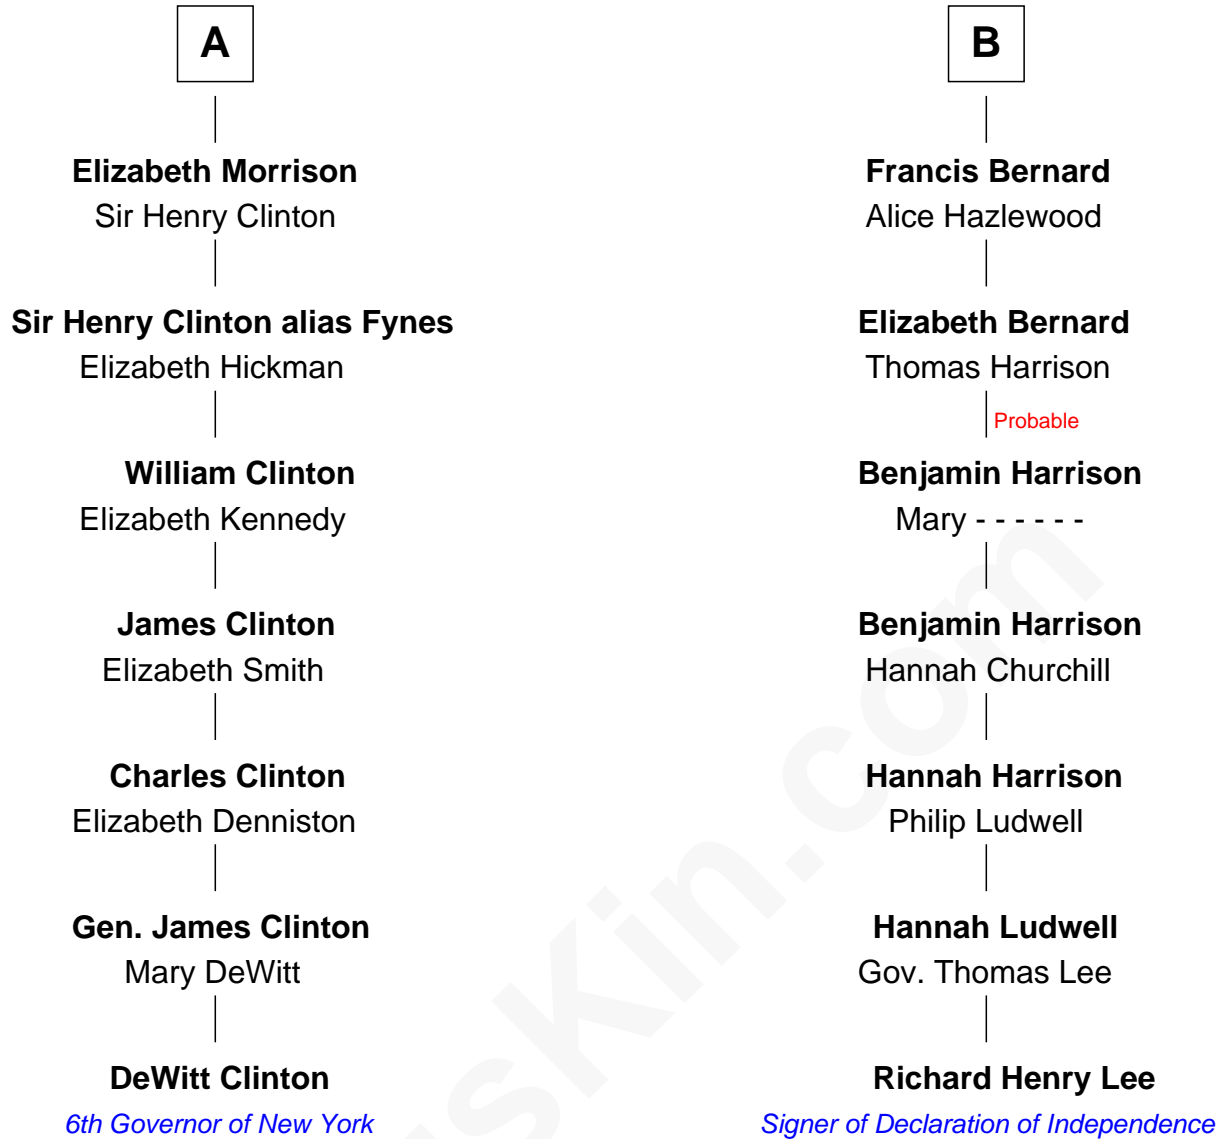 A
Elizabeth Morrison
Sir Henry Clinton
Sir Henry Clinton alias Fynes
Elizabeth Hickman
William Clinton
Elizabeth Kennedy
James Clinton
Elizabeth Smith
Charles Clinton
Elizabeth Denniston
Gen. James Clinton
Mary DeWitt
DeWitt Clinton
6th Governor of New York
B
Francis Bernard
Alice Hazlewood
Elizabeth Bernard
Thomas Harrison
Probable
Benjamin Harrison
Mary - - - - - -
Benjamin Harrison
Hannah Churchill
Hannah Harrison
Philip Ludwell
Hannah Ludwell
Gov. Thomas Lee
Richard Henry Lee
Signer of Declaration of Independence